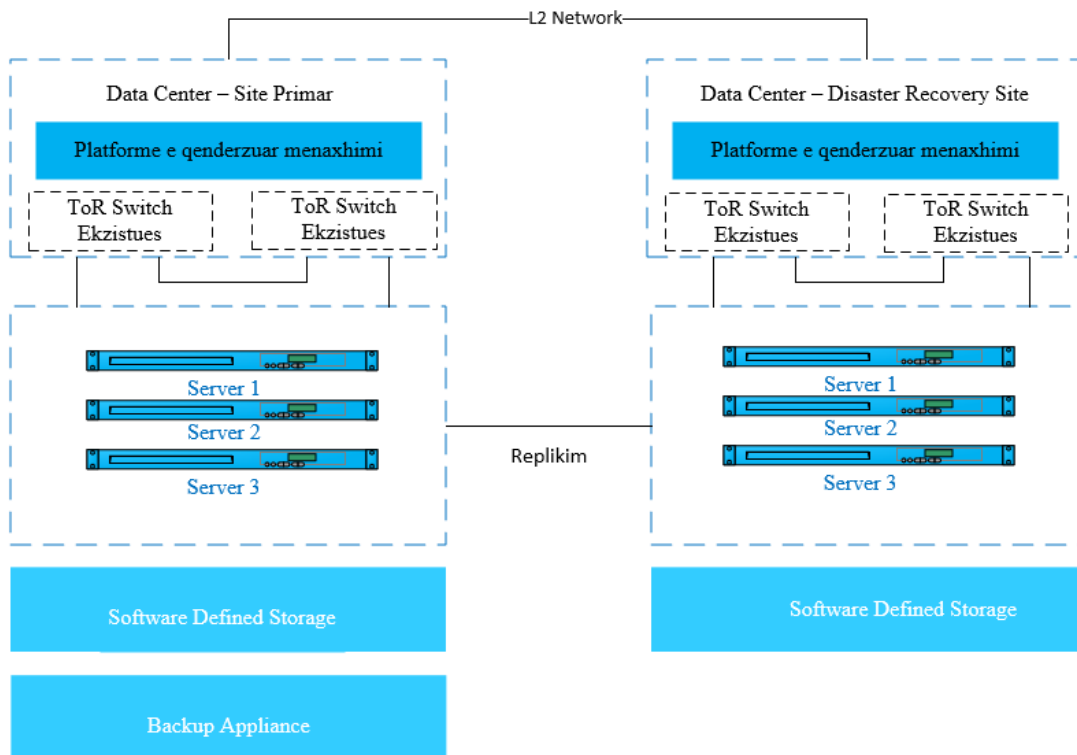 L2 Network
Data Center – Site Primar
Platforme e qenderzuar menaxhimi
ToR Switch
Ekzistues
ToR Switch
Ekzistues
Server 1
Server 2
Server 3
Software Defined Storage
Backup Appliance
Replikim
Data Center – Disaster Recovery Site
Platforme e qenderzuar menaxhimi
ToR Switch
Ekzistues
ToR Switch
Ekzistues
Server 1
Server 2
Server 3
Software Defined Storage